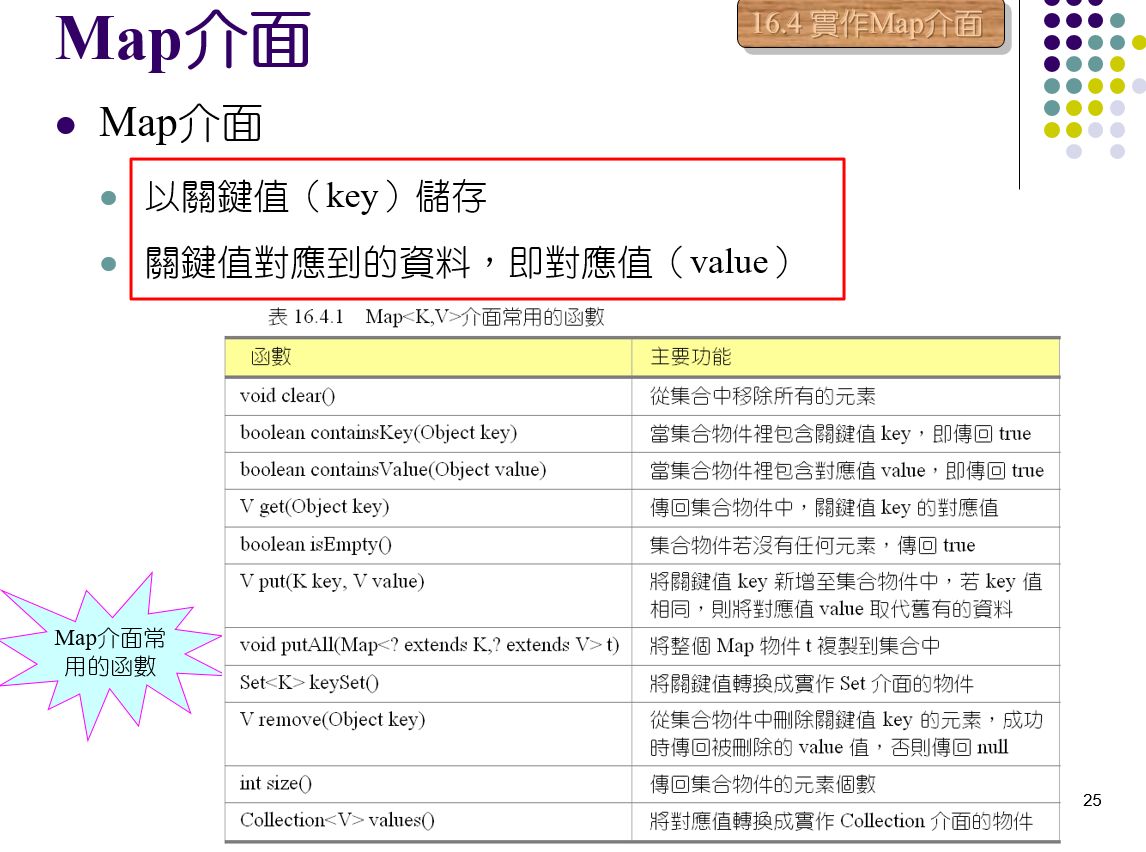 Map介面
16.4 實作Map介面
Map介面
以關鍵值（key）儲存
關鍵值對應到的資料，即對應值（value）
表 16.4.1 Map<K,V>介面常用的函數
函數 主要功能
void clear() 從集合中移除所有的元素
boolean containsKey(Object key) 當集合物件裡包含關鍵值 key，即傳回 true
boolean containsValue(Object value) 當集合物件裡包含對應值 value，即傳回 true
V get(Object key) 傳回集合物件中，關鍵值 key 的對應值
boolean isEmpty() 集合物件若沒有任何元素，傳回 true
V put(K key, V value) 將關鍵值 key 新增至集合物件中，若 key 值
相同，則將對應值 value 取代舊有的資料
void putAll(Map<? extends K,? extends V> t) 將整個 Map 物件 t 複製到集合中
Set<K> keySet() 將關鍵值轉換成實作 Set 介面的物件
V remove(Object key) 從集合物件中刪除關鍵值 key 的元素，成功
時傳回被刪除的 value 值，否則傳回 null
int size() 傳回集合物件的元素個數
Collection<V> values() 將對應值轉換成實作 Collection 介面的物件
Map介面常
用的函數
25